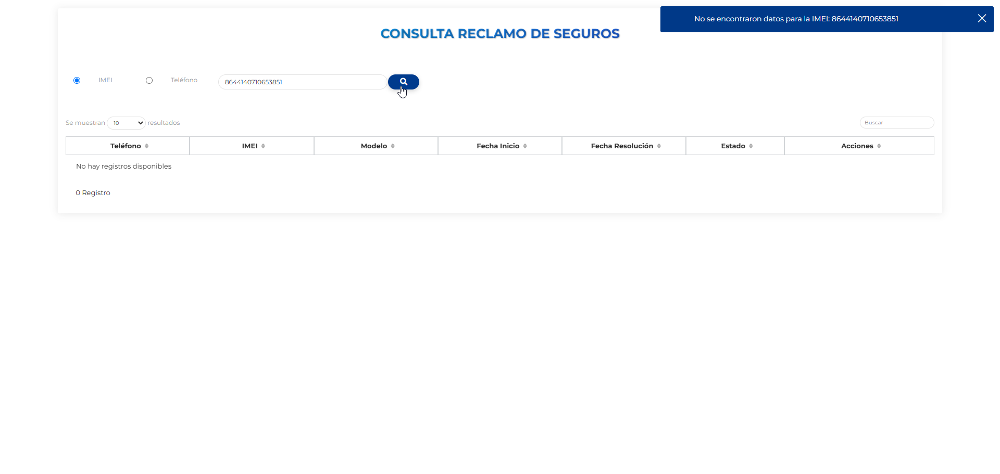 No se encontraron datos para la IMEI: 8644140710653851
CONSULTA RECLAMO DE SEGUROS
IMEI Teléfono 8644140710653851
Se muestran 10 resultados Buscar
Teléfono IMEI Modelo Fecha Inicio Fecha Resolución Estado Acciones
No hay registros disponibles
0 Registro